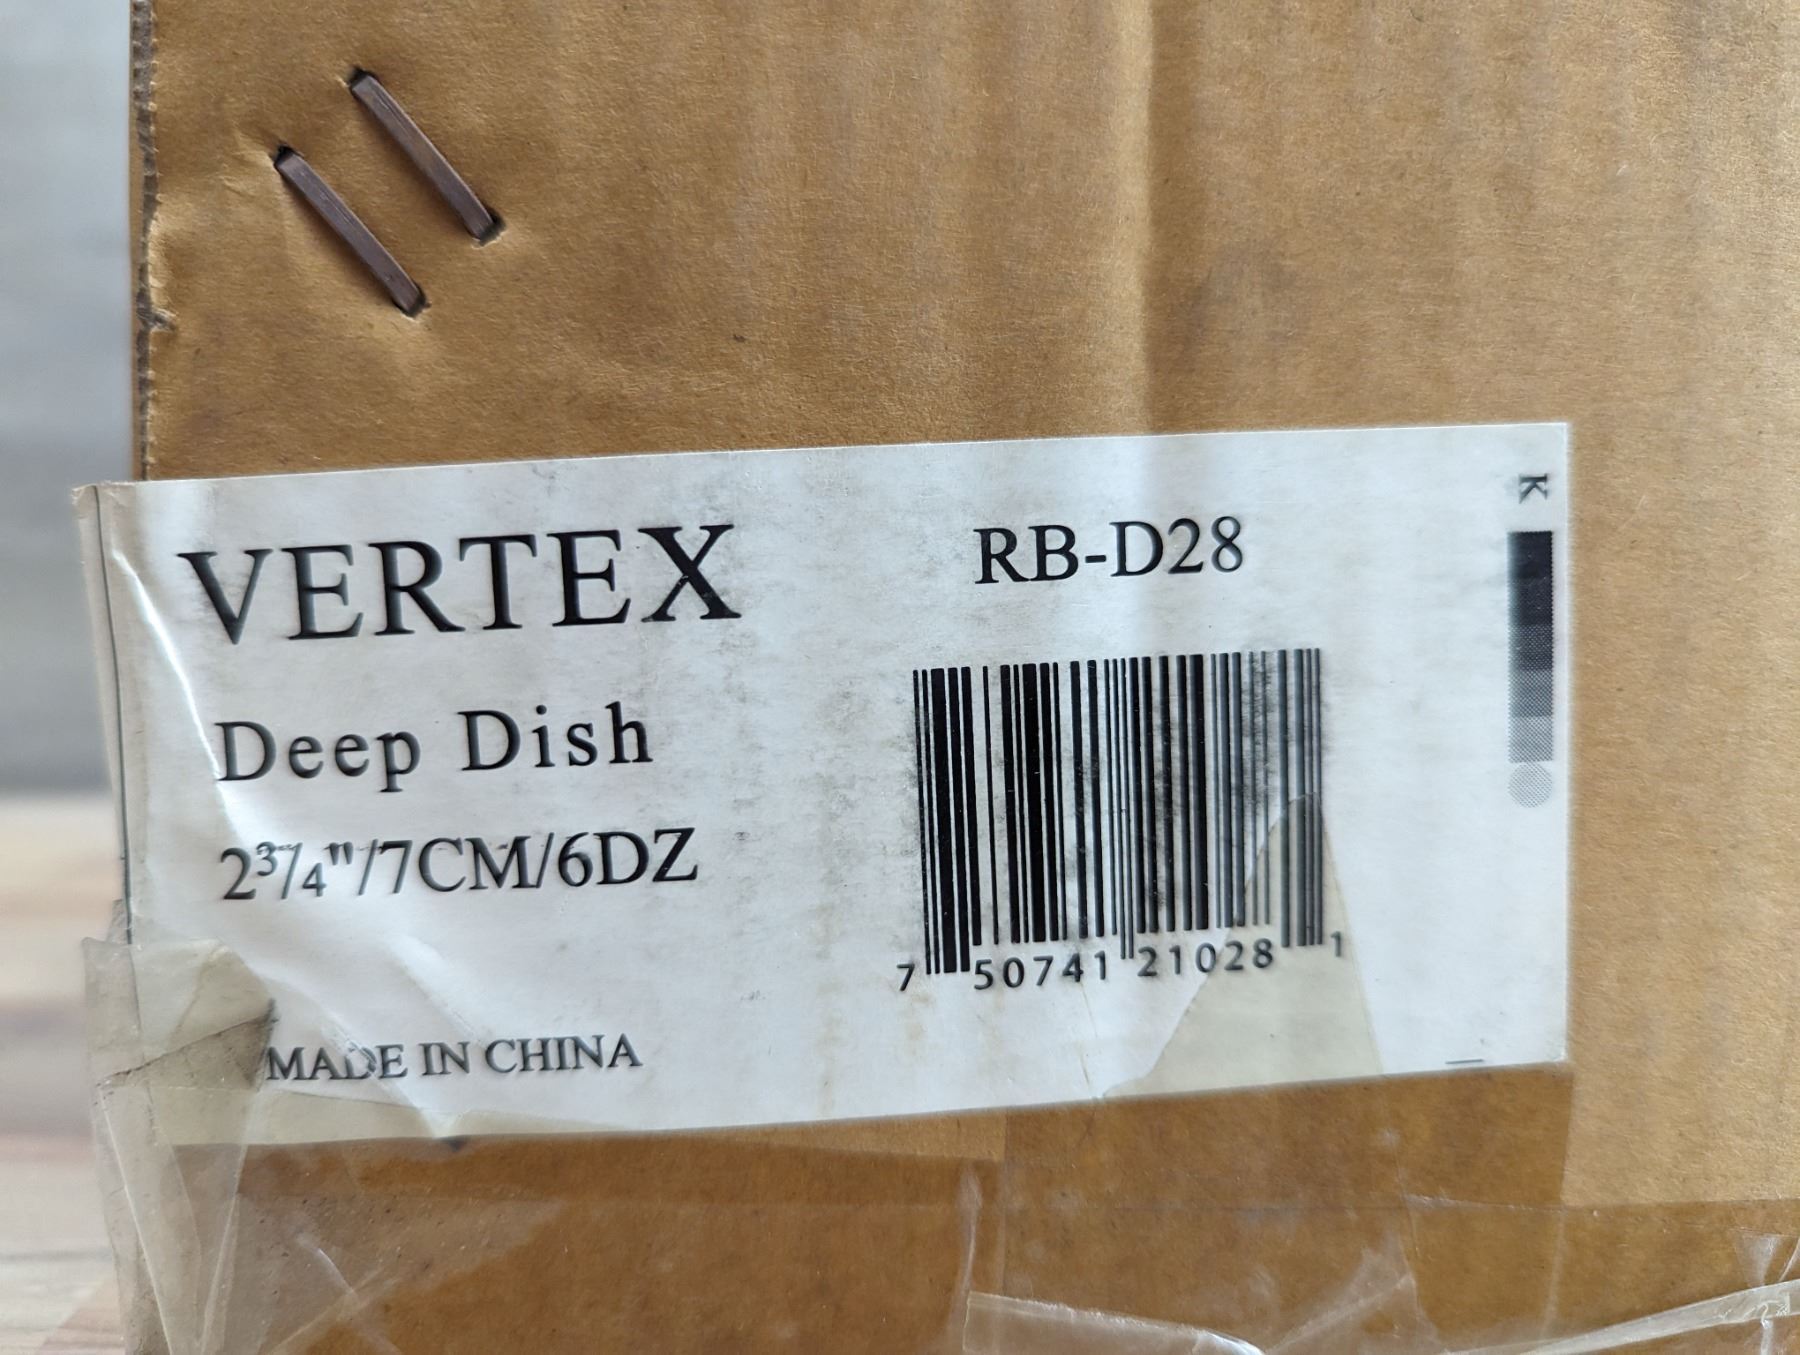 VERTEX
RB-D28
K
Deep Dish
2¾"/7CM/6DZ
7 50741 21028 1
MADE IN CHINA